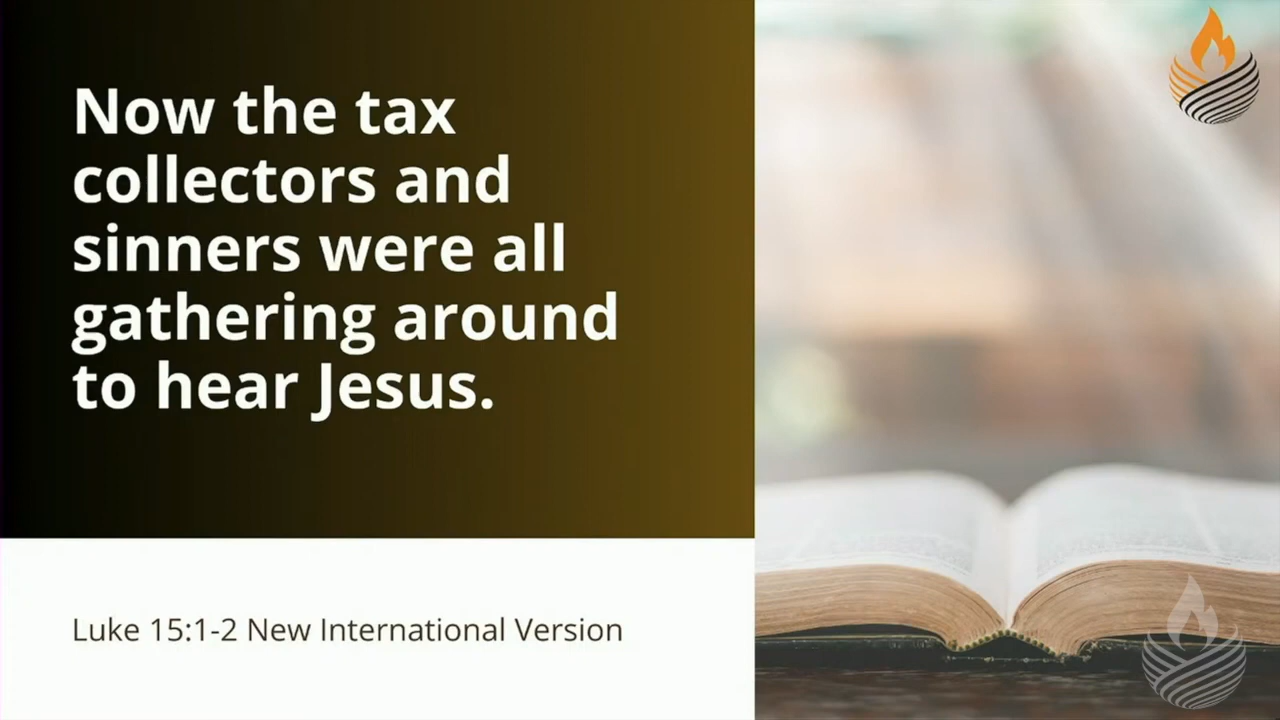 Now the tax
collectors and
sinners were all
gathering around
to hear Jesus.
Luke 15:1-2 New International Version